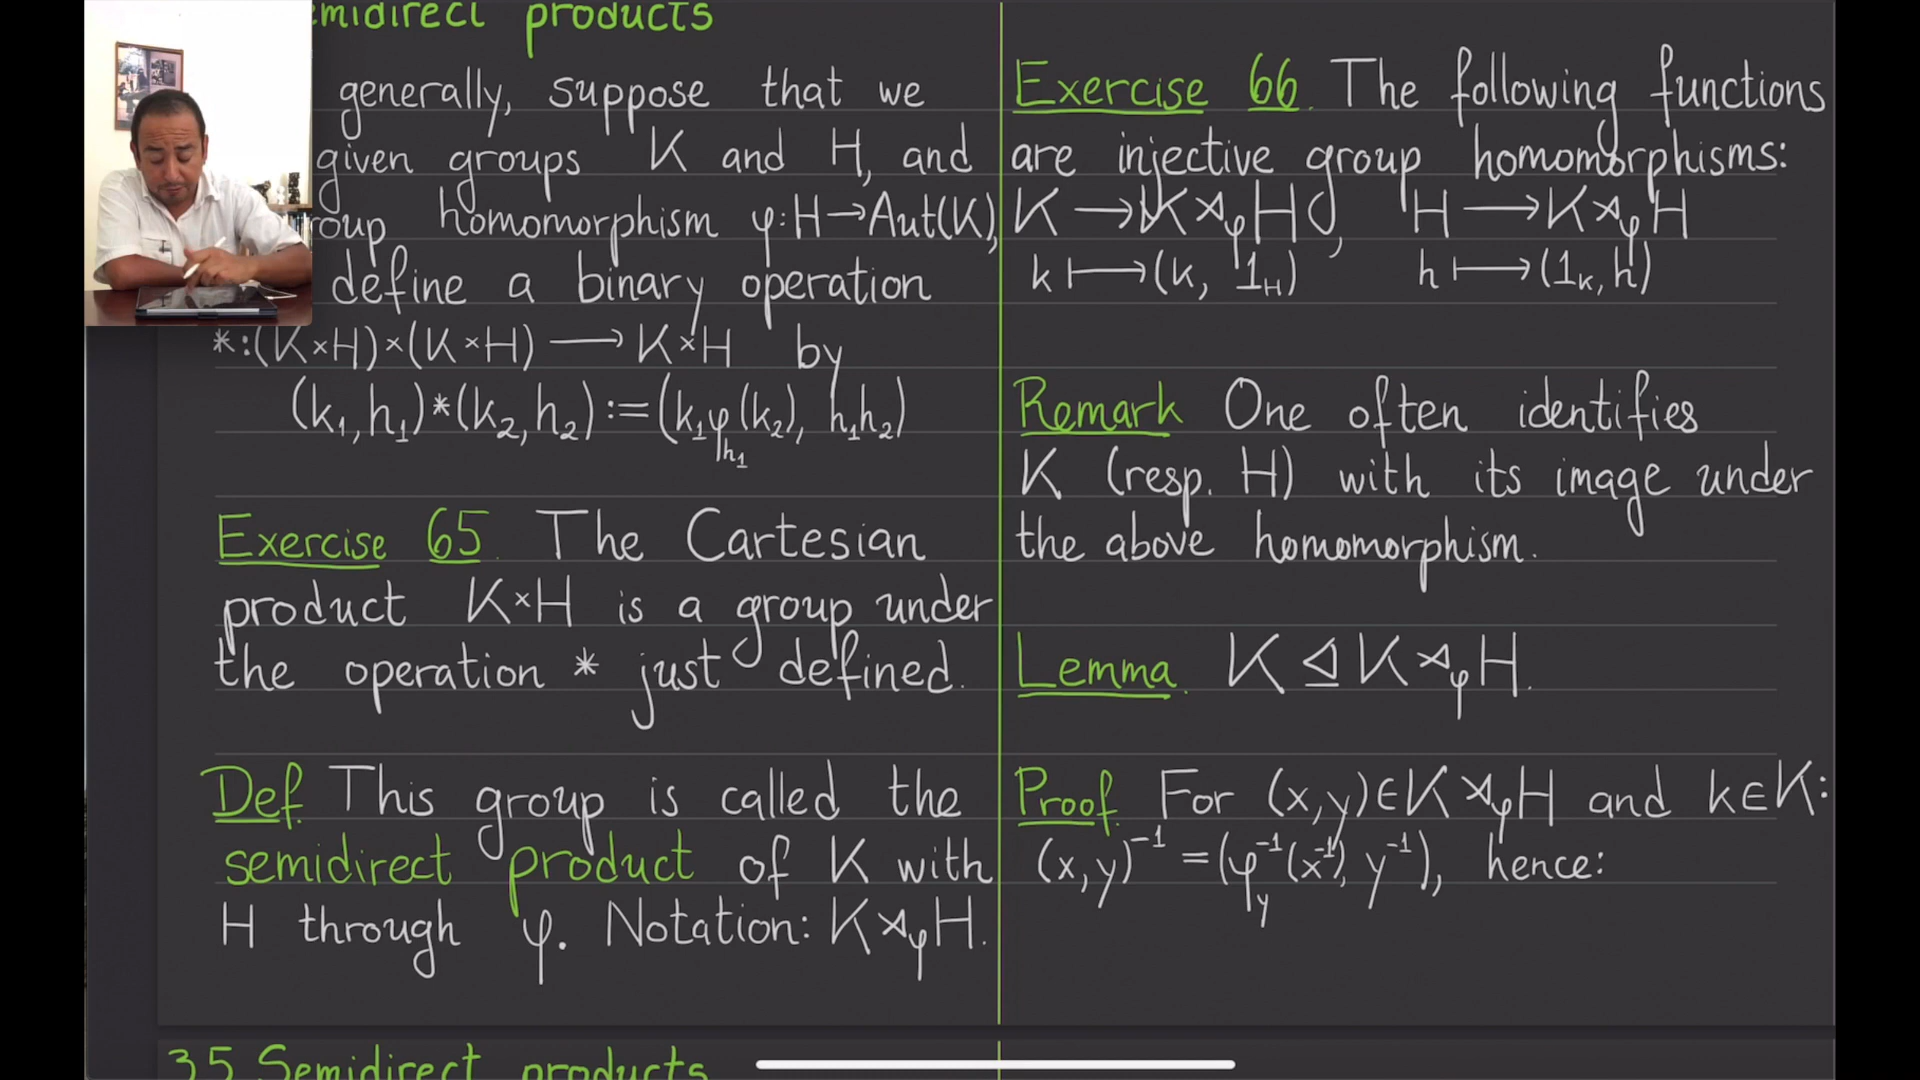 emidirect products
generally, suppose that we
given groups K and H, and
roup homomorphism φ:H→Aut(K),
define a binary operation
*:(K×H)×(K×H)⟶K×H by
(k₁,h₁)*(k₂,h₂):=(k₁φ_{h₁}(k₂), h₁h₂)
Exercise 65. The Cartesian
product K×H is a group under
the operation * just defined.
Def. This group is called the
semidirect product of K with
H through φ. Notation: K⋊_φH.
Exercise 66. The following functions
are injective group homomorphisms:
K⟶K⋊_φH, H⟶K⋊_φH
k⟼(k, 1_H) h⟼(1_K, h)
Remark One often identifies
K (resp. H) with its image under
the above homomorphism.
Lemma. K⊴K⋊_φH.
Proof. For (x,y)∈K⋊_φH and k∈K:
(x,y)⁻¹=(φ_y⁻¹(x⁻¹), y⁻¹), hence:
35 Semidirect products